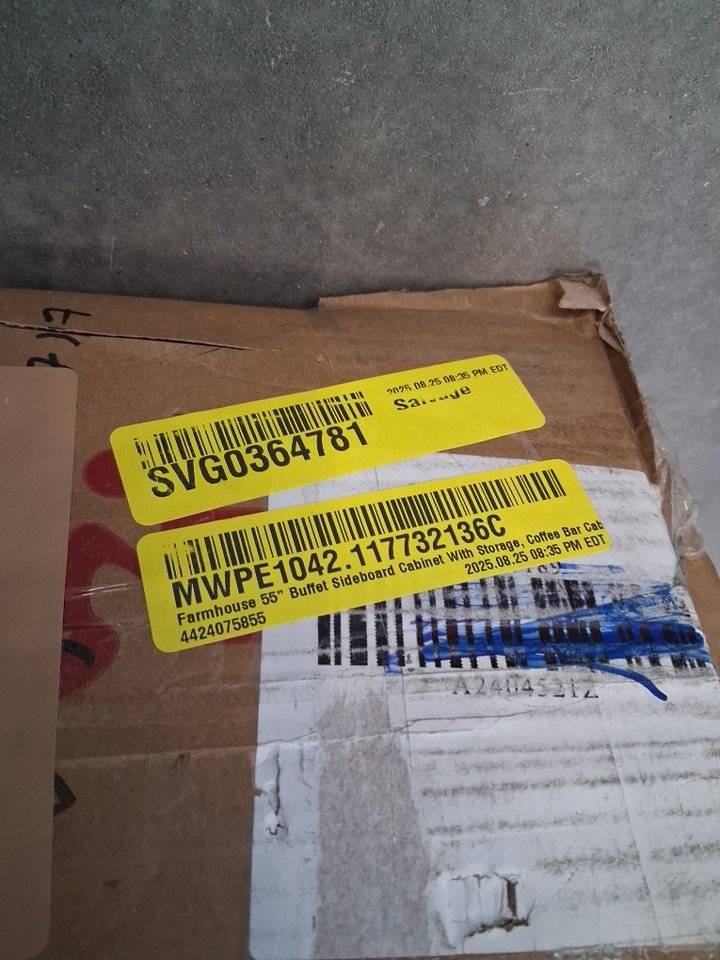 2025.08.25 08:35 PM EDT
Salvage
SVG0364781
MWPE1042.117732136C
Farmhouse 55" Buffet Sideboard Cabinet With Storage, Coffee Bar Cab
2025.08.25 08:35 PM EDT
4424075855